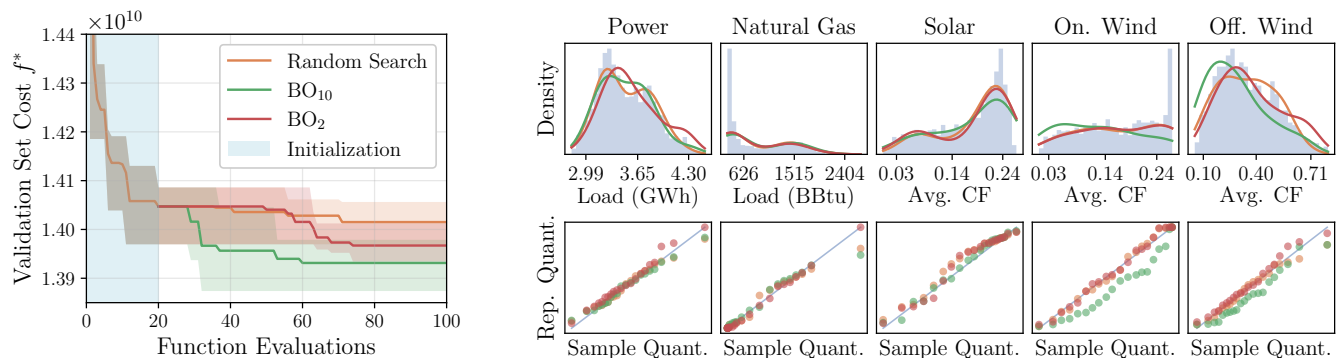 ×10¹⁰
1.44
1.43
1.42
1.41
1.40
1.39
Validation Set Cost f*
0 20 40 60 80 100
Function Evaluations
Random Search
BO₁₀
BO₂
Initialization
Power Natural Gas Solar On. Wind Off. Wind
Density
2.99 3.65 4.30 626 1515 2404 0.03 0.14 0.24 0.03 0.14 0.24 0.10 0.40 0.71
Load (GWh) Load (BBtu) Avg. CF Avg. CF Avg. CF
Rep. Quant.
Sample Quant. Sample Quant. Sample Quant. Sample Quant. Sample Quant.